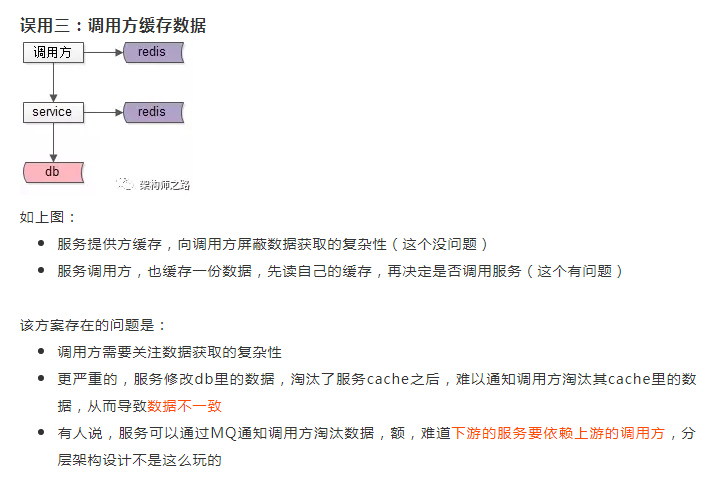 误用三：调用方缓存数据
调用方
redis
service
redis
db
架构师之路
如上图：
服务提供方缓存，向调用方屏蔽数据获取的复杂性（这个没问题）
服务调用方，也缓存一份数据，先读自己的缓存，再决定是否调用服务（这个有问题）
该方案存在的问题是：
调用方需要关注数据获取的复杂性
更严重的，服务修改db里的数据，淘汰了服务cache之后，难以通知调用方淘汰其cache里的数
据，从而导致数据不一致
有人说，服务可以通过MQ通知调用方淘汰数据，额，难道下游的服务要依赖上游的调用方，分
层架构设计不是这么玩的